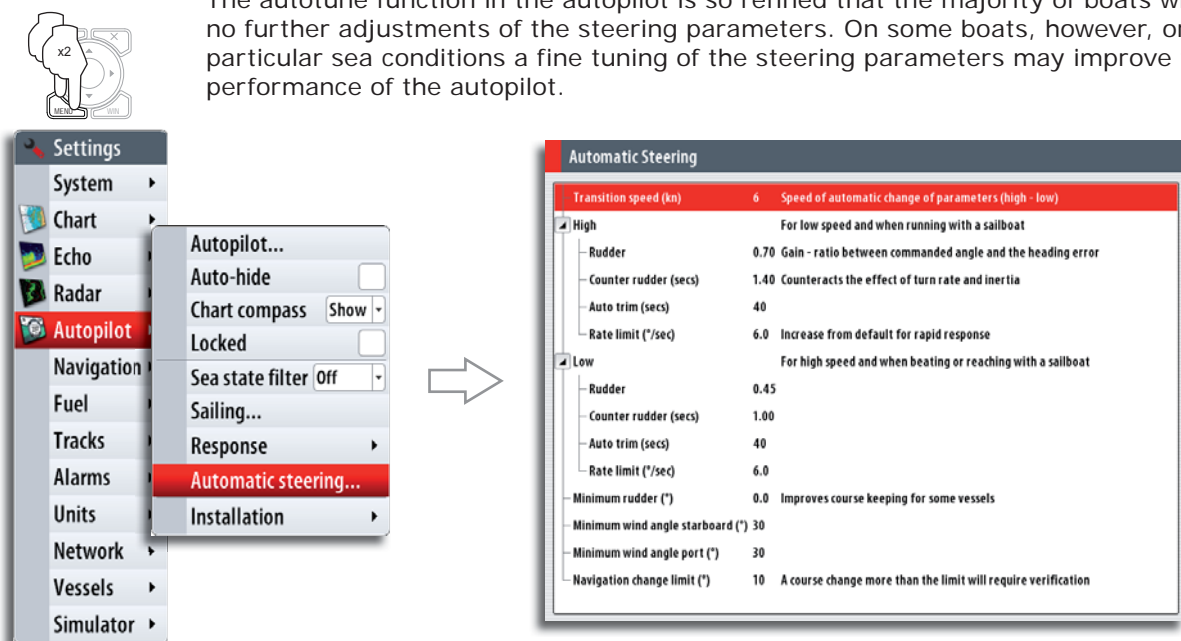 The autotune function in the autopilot is so refined that the majority of boats
no further adjustments of the steering parameters. On some boats, however,
particular sea conditions a fine tuning of the steering parameters may improve
performance of the autopilot.
x2
MENU
WIN
Settings
System
Chart
Echo
Radar
Autopilot
Navigation
Fuel
Tracks
Alarms
Units
Network
Vessels
Simulator
Autopilot...
Auto-hide
Chart compass Show
Locked
Sea state filter Off
Sailing...
Response
Automatic steering...
Installation
Automatic Steering
Transition speed (kn) 6 Speed of automatic change of parameters (high - low)
High For low speed and when running with a sailboat
Rudder 0.70 Gain - ratio between commanded angle and the heading error
Counter rudder (secs) 1.40 Counteracts the effect of turn rate and inertia
Auto trim (secs) 40
Rate limit (°/sec) 6.0 Increase from default for rapid response
Low For high speed and when beating or reaching with a sailboat
Rudder 0.45
Counter rudder (secs) 1.00
Auto trim (secs) 40
Rate limit (°/sec) 6.0
Minimum rudder (°) 0.0 Improves course keeping for some vessels
Minimum wind angle starboard (°) 30
Minimum wind angle port (°) 30
Navigation change limit (°) 10 A course change more than the limit will require verification